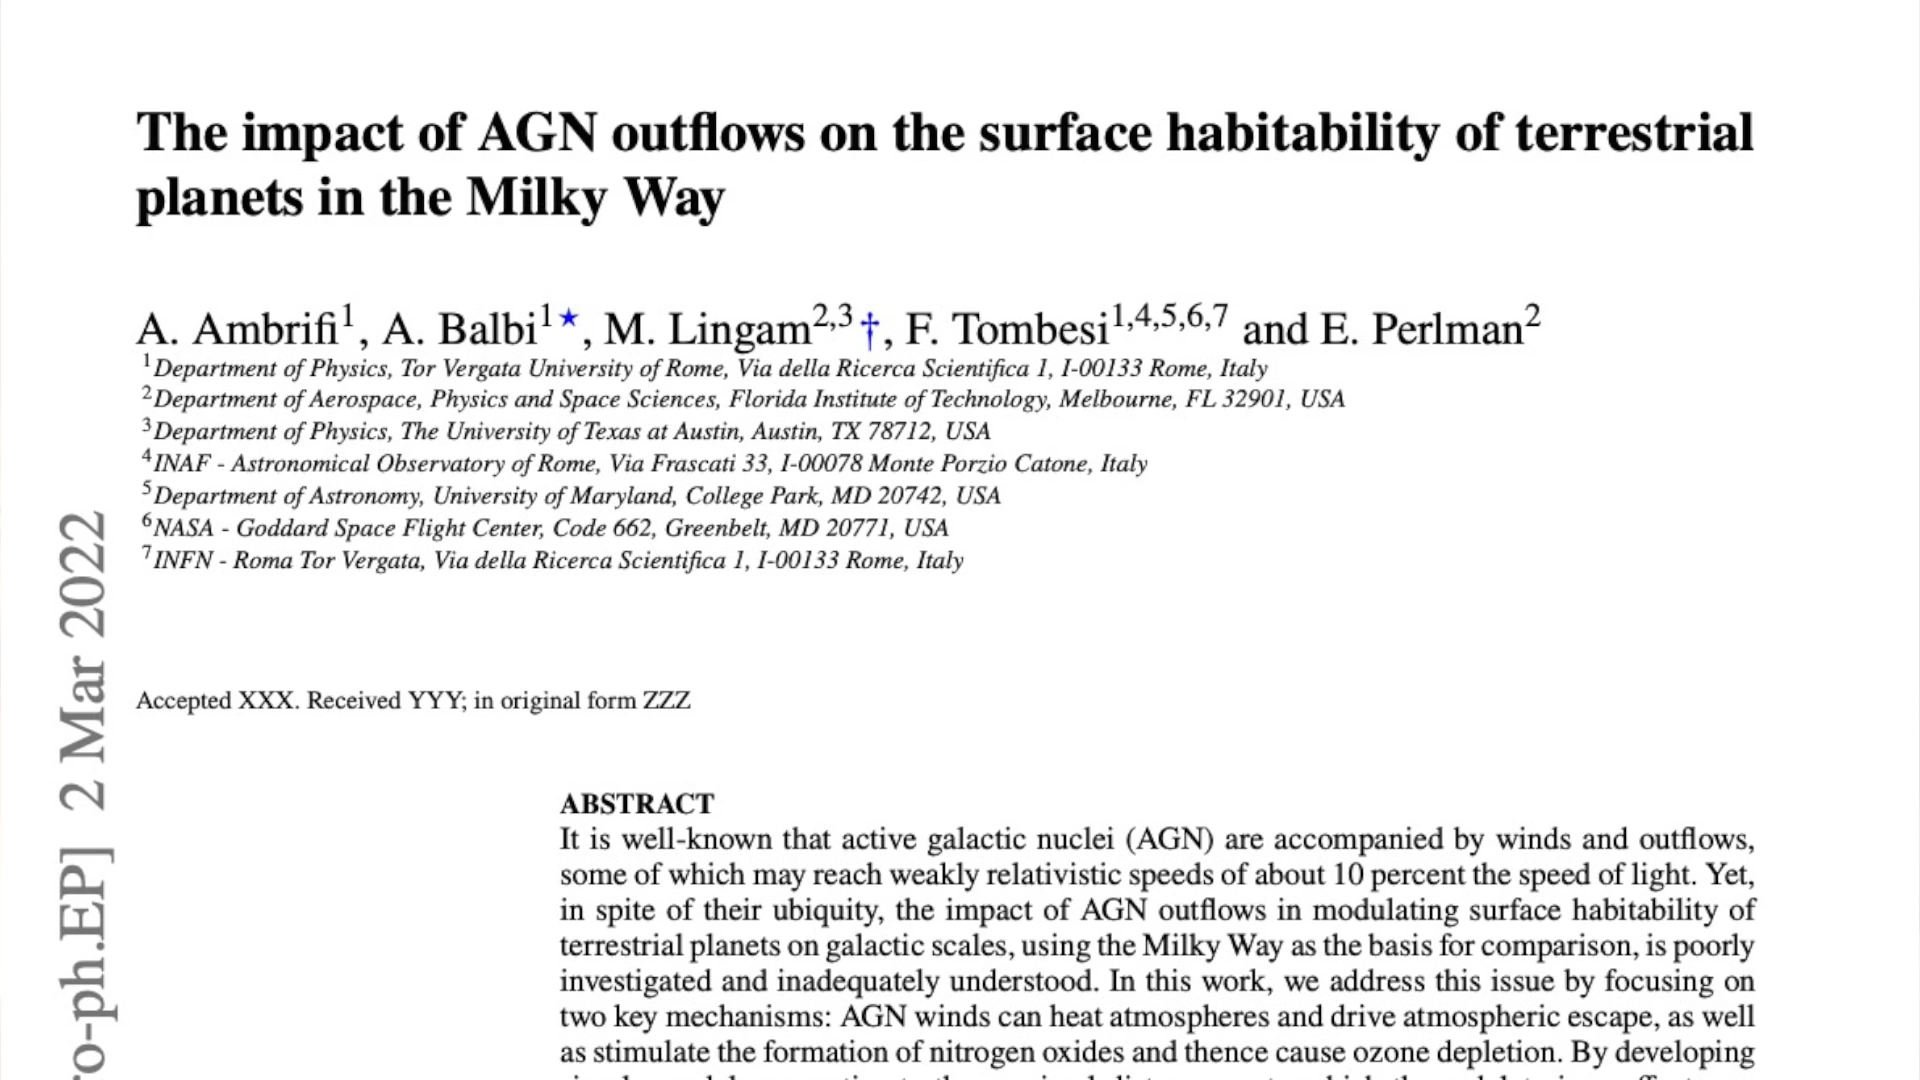 The impact of AGN outflows on the surface habitability of terrestrial
planets in the Milky Way
A. Ambrifi1, A. Balbi1★, M. Lingam2,3†, F. Tombesi1,4,5,6,7 and E. Perlman2
1Department of Physics, Tor Vergata University of Rome, Via della Ricerca Scientifica 1, I-00133 Rome, Italy
2Department of Aerospace, Physics and Space Sciences, Florida Institute of Technology, Melbourne, FL 32901, USA
3Department of Physics, The University of Texas at Austin, Austin, TX 78712, USA
4INAF - Astronomical Observatory of Rome, Via Frascati 33, I-00078 Monte Porzio Catone, Italy
5Department of Astronomy, University of Maryland, College Park, MD 20742, USA
6NASA - Goddard Space Flight Center, Code 662, Greenbelt, MD 20771, USA
7INFN - Roma Tor Vergata, Via della Ricerca Scientifica 1, I-00133 Rome, Italy
Accepted XXX. Received YYY; in original form ZZZ
ABSTRACT
It is well-known that active galactic nuclei (AGN) are accompanied by winds and outflows,
some of which may reach weakly relativistic speeds of about 10 percent the speed of light. Yet,
in spite of their ubiquity, the impact of AGN outflows in modulating surface habitability of
terrestrial planets on galactic scales, using the Milky Way as the basis for comparison, is poorly
investigated and inadequately understood. In this work, we address this issue by focusing on
two key mechanisms: AGN winds can heat atmospheres and drive atmospheric escape, as well
as stimulate the formation of nitrogen oxides and thence cause ozone depletion. By developing
ro-ph.EP] 2 Mar 2022